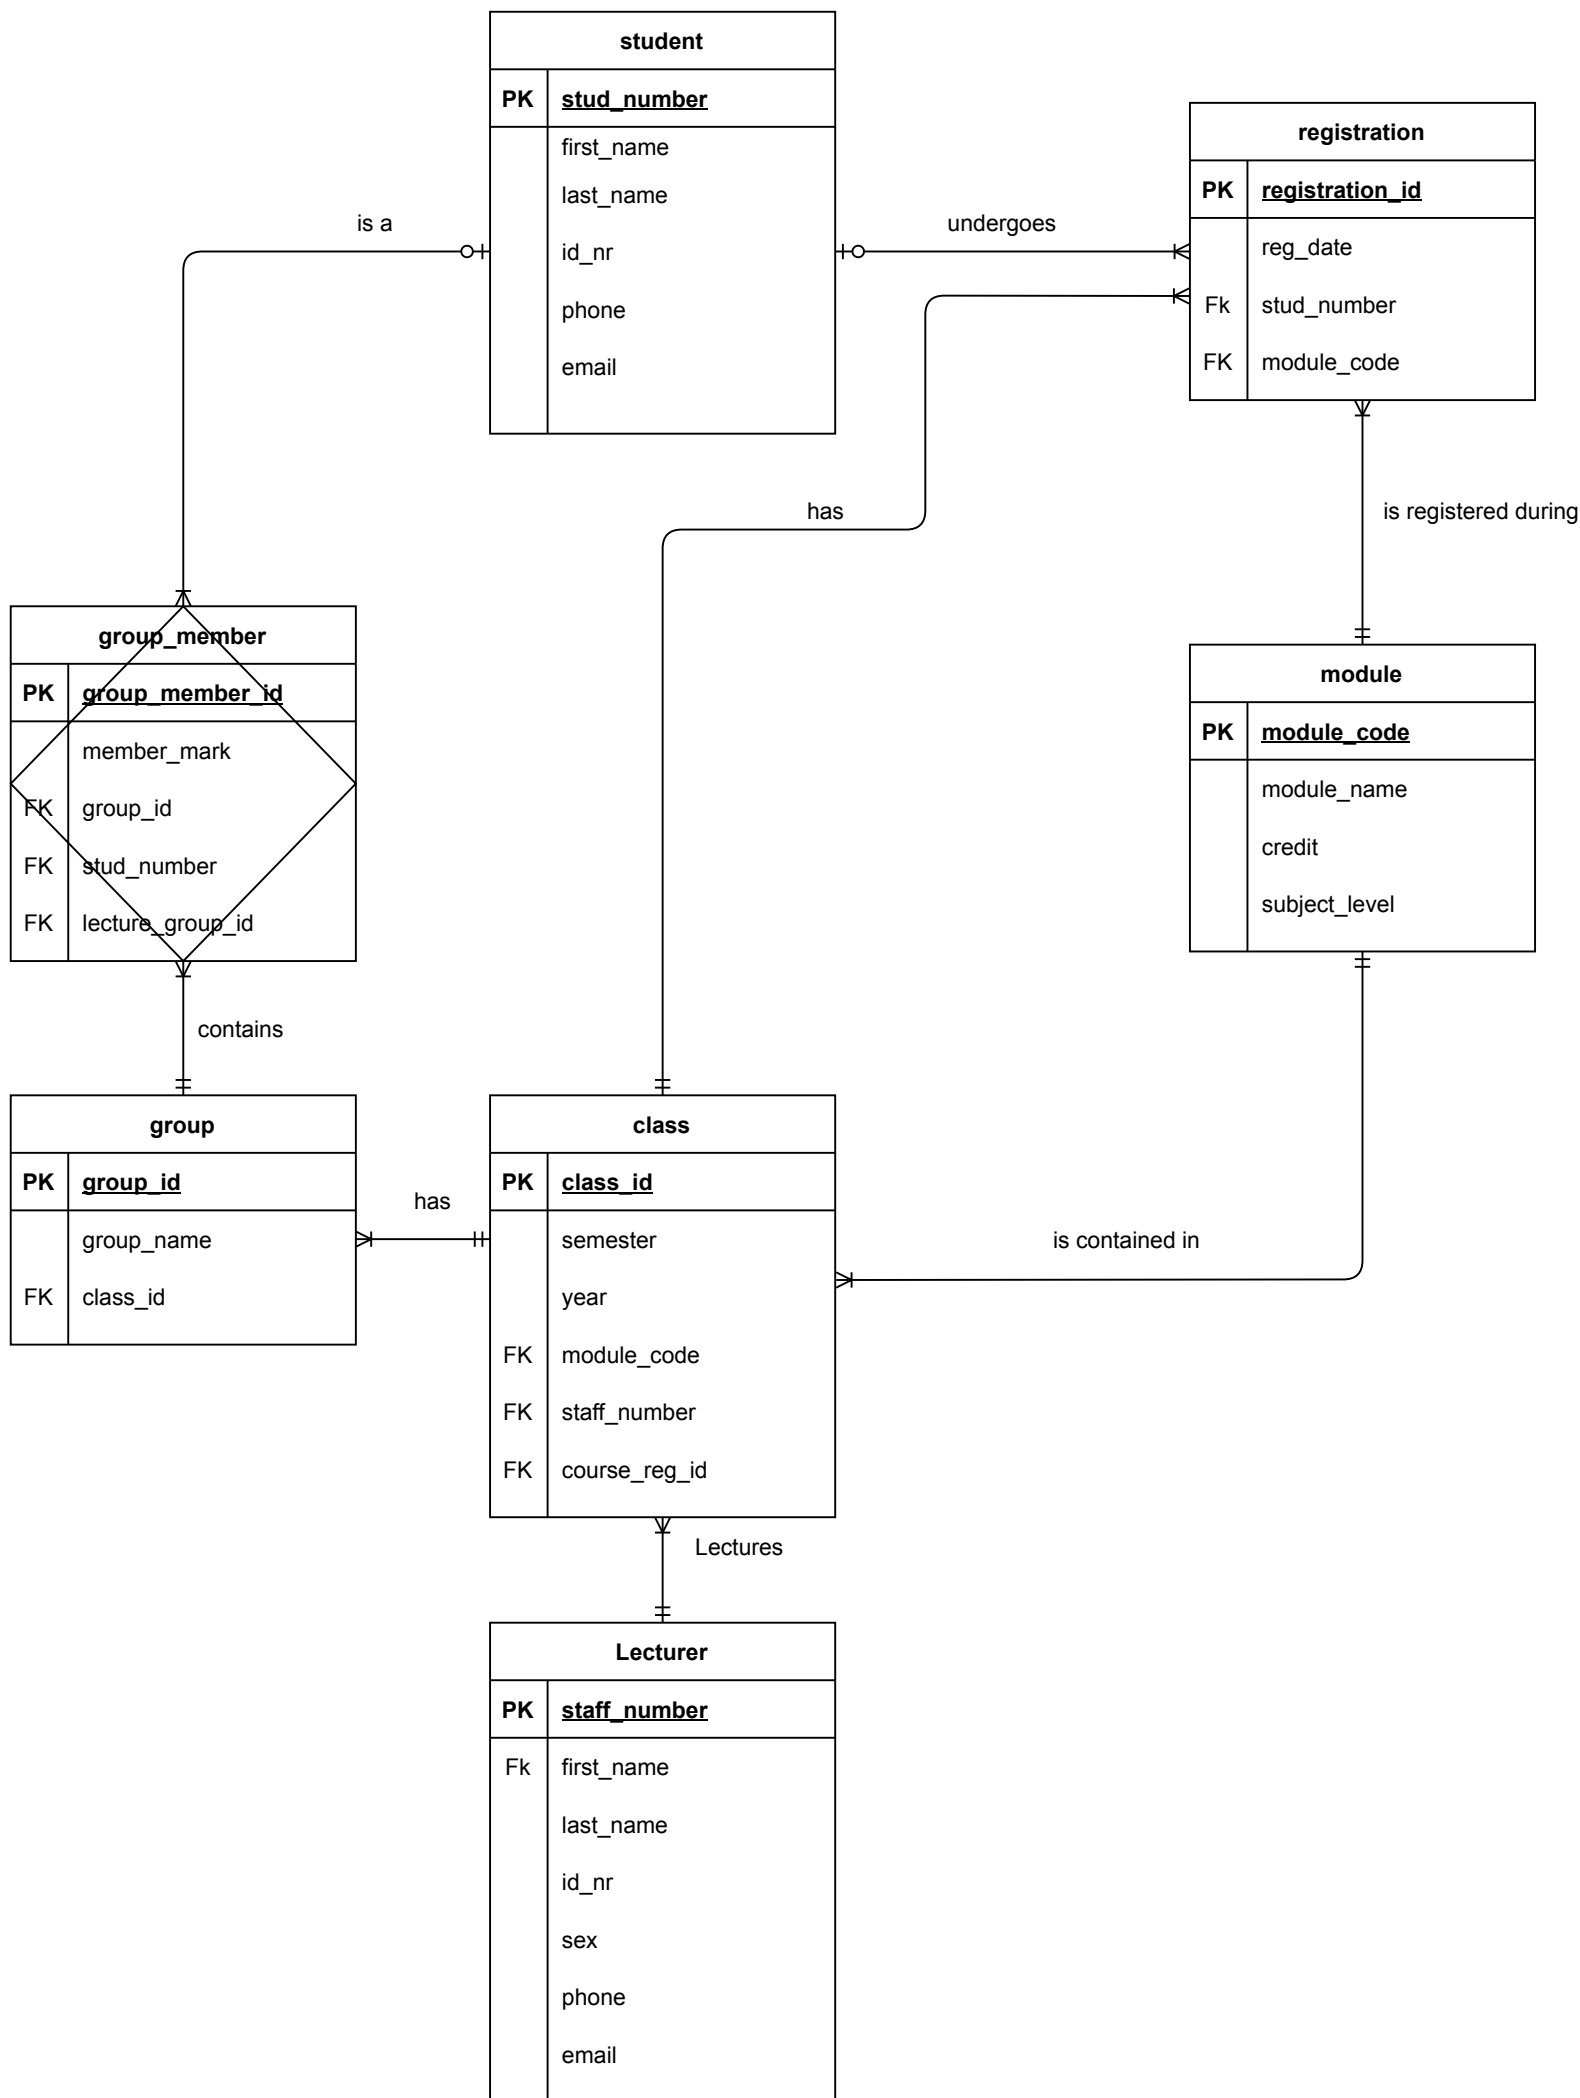 student
PK stud_number
first_name
last_name
id_nr
phone
email
registration
PK registration_id
reg_date
Fk stud_number
FK module_code
is a
undergoes
has
is registered during
group_member
PK group_member_id
member_mark
FK group_id
FK stud_number
FK lecture_group_id
module
PK module_code
module_name
credit
subject_level
contains
group
PK group_id
group_name
FK class_id
has
class
PK class_id
semester
year
FK module_code
FK staff_number
FK course_reg_id
is contained in
Lectures
Lecturer
PK staff_number
Fk first_name
last_name
id_nr
sex
phone
email